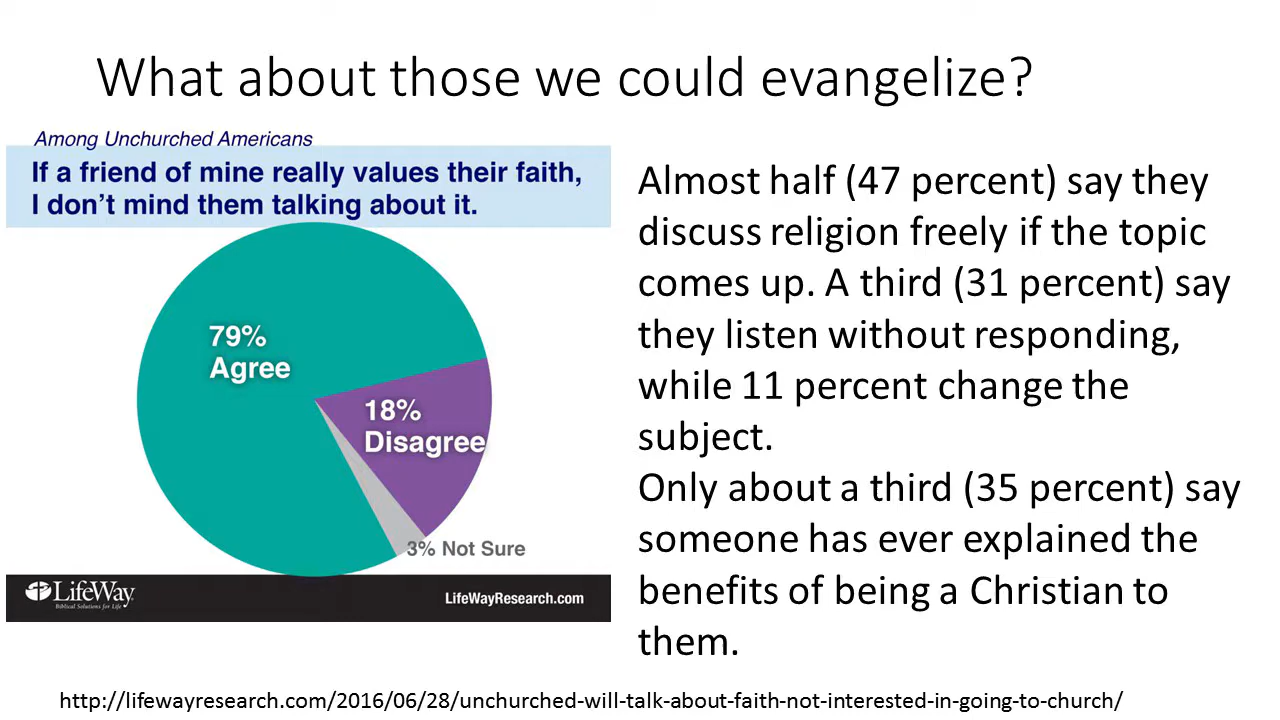 What about those we could evangelize?
Among Unchurched Americans
If a friend of mine really values their faith,
I don't mind them talking about it.
79%
Agree
18%
Disagree
3% Not Sure
LifeWay
Biblical Solutions for Life
LifeWayResearch.com
Almost half (47 percent) say they
discuss religion freely if the topic
comes up. A third (31 percent) say
they listen without responding,
while 11 percent change the
subject.
Only about a third (35 percent) say
someone has ever explained the
benefits of being a Christian to
them.
http://lifewayresearch.com/2016/06/28/unchurched-will-talk-about-faith-not-interested-in-going-to-church/